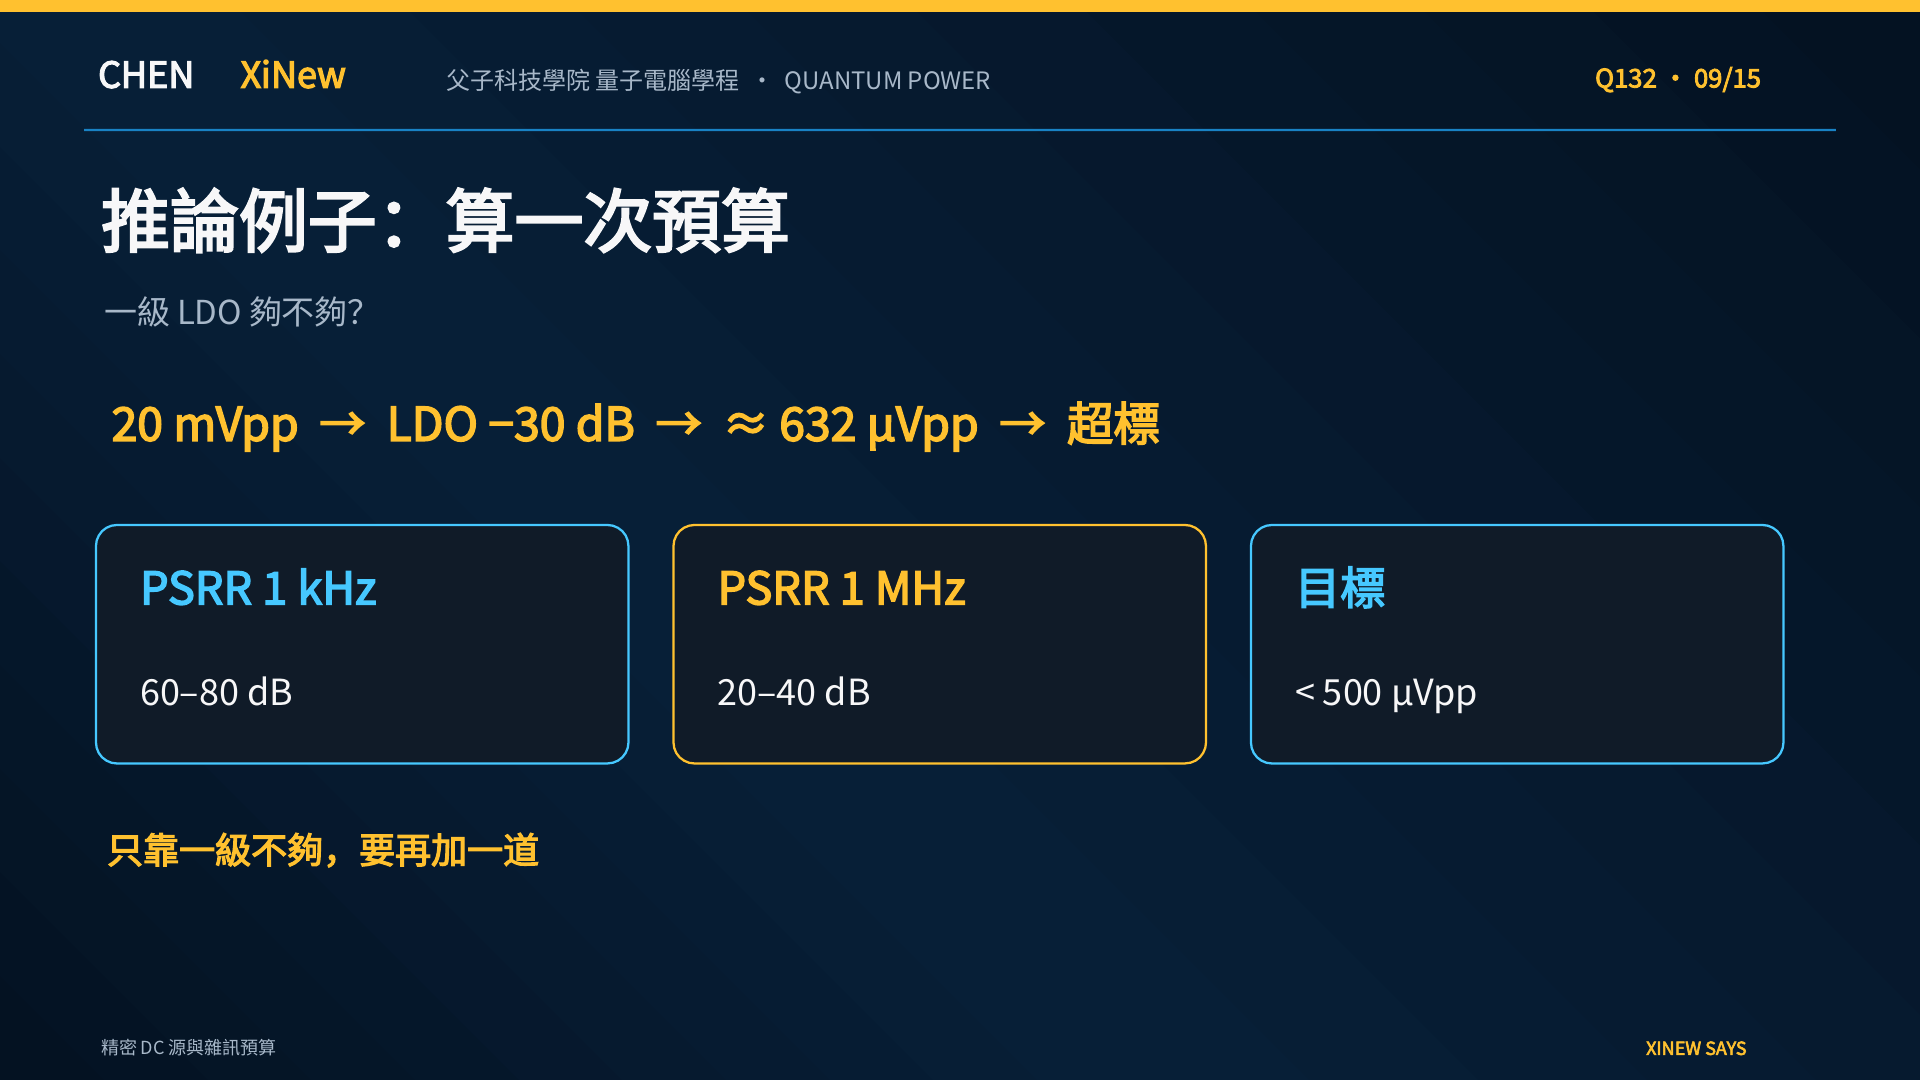 CHEN XiNew 父子科技學院 量子電腦學程 · QUANTUM POWER Q132 · 09/15
推論例子：算一次預算
一級 LDO 夠不夠？
20 mVpp → LDO −30 dB → ≈ 632 µVpp → 超標
PSRR 1 kHz
60–80 dB
PSRR 1 MHz
20–40 dB
目標
< 500 µVpp
只靠一級不夠，要再加一道
精密 DC 源與雜訊預算
XINEW SAYS